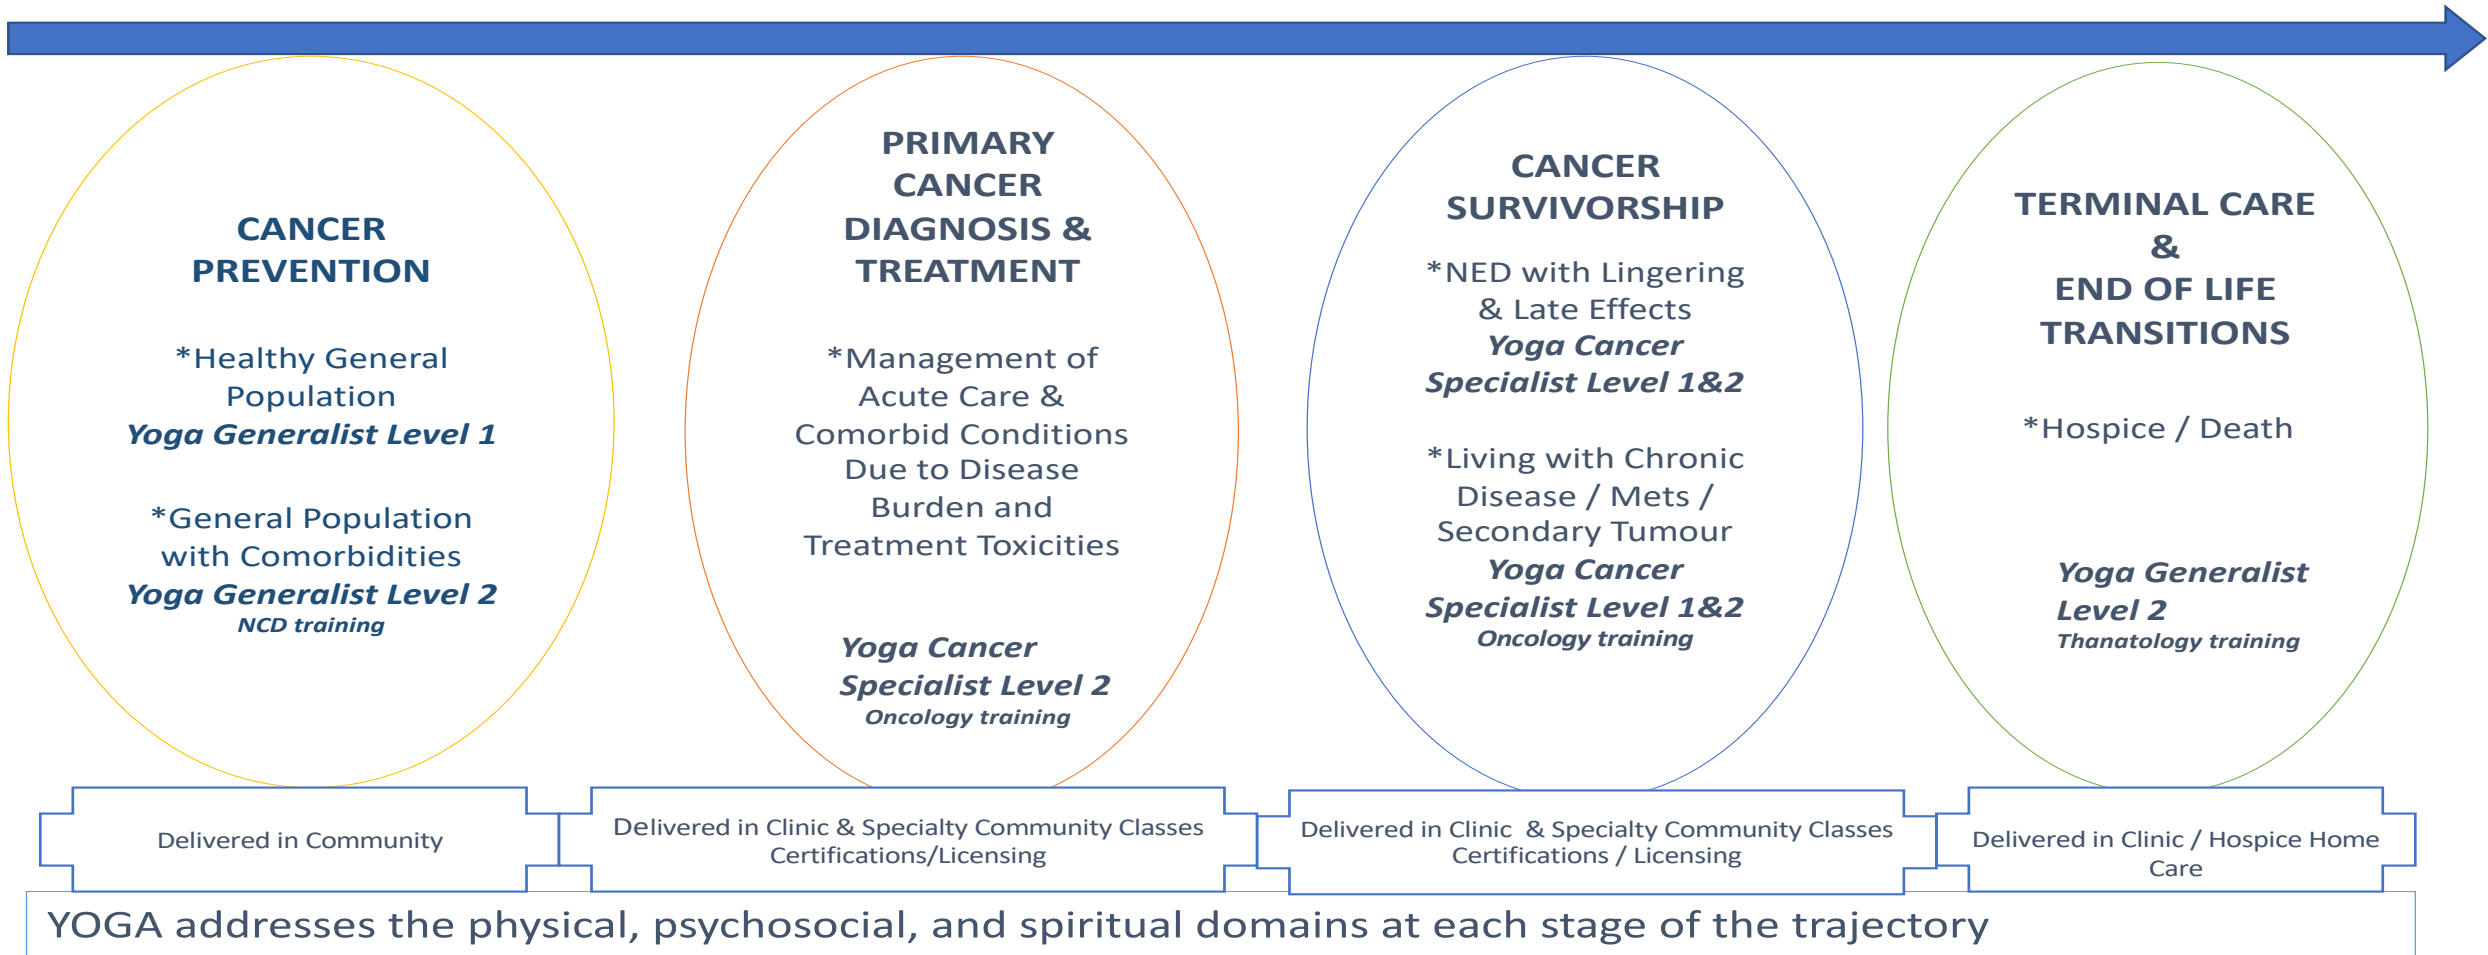 CANCER
PREVENTION
*Healthy General
Population
Yoga Generalist Level 1
*General Population
with Comorbidities
Yoga Generalist Level 2
NCD training
PRIMARY
CANCER
DIAGNOSIS &
TREATMENT
*Management of
Acute Care &
Comorbid Conditions
Due to Disease
Burden and
Treatment Toxicities
Yoga Cancer
Specialist Level 2
Oncology training
CANCER
SURVIVORSHIP
*NED with Lingering
& Late Effects
Yoga Cancer
Specialist Level 1&2
*Living with Chronic
Disease / Mets /
Secondary Tumour
Yoga Cancer
Specialist Level 1&2
Oncology training
TERMINAL CARE
&
END OF LIFE
TRANSITIONS
*Hospice / Death
Yoga Generalist
Level 2
Thanatology training
Delivered in Community
Delivered in Clinic & Specialty Community Classes
Certifications/Licensing
Delivered in Clinic & Specialty Community Classes
Certifications / Licensing
Delivered in Clinic / Hospice Home
Care
YOGA addresses the physical, psychosocial, and spiritual domains at each stage of the trajectory